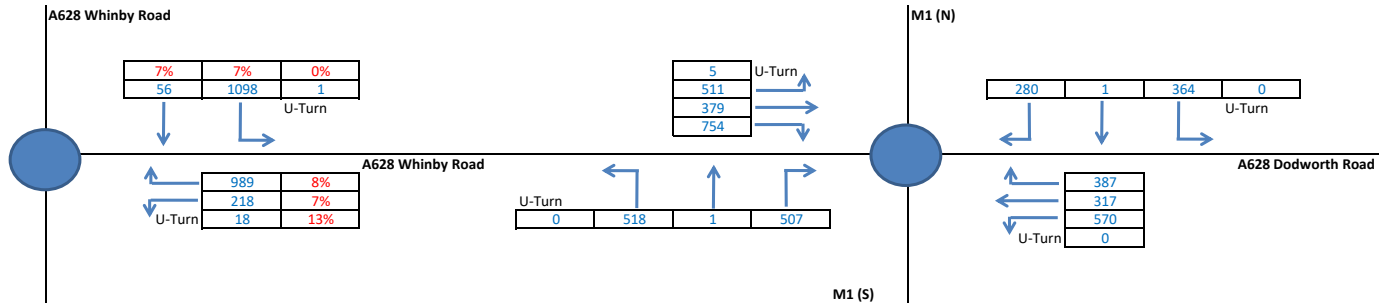 A628 Whinby Road
M1 (N)
7% 7% 0%
56 1098 1
U-Turn
5 U-Turn
511
379
754
280 1 364 0
U-Turn
A628 Whinby Road
A628 Dodworth Road
989 8%
218 7%
U-Turn 18 13%
U-Turn
0 518 1 507
387
317
570
U-Turn 0
M1 (S)